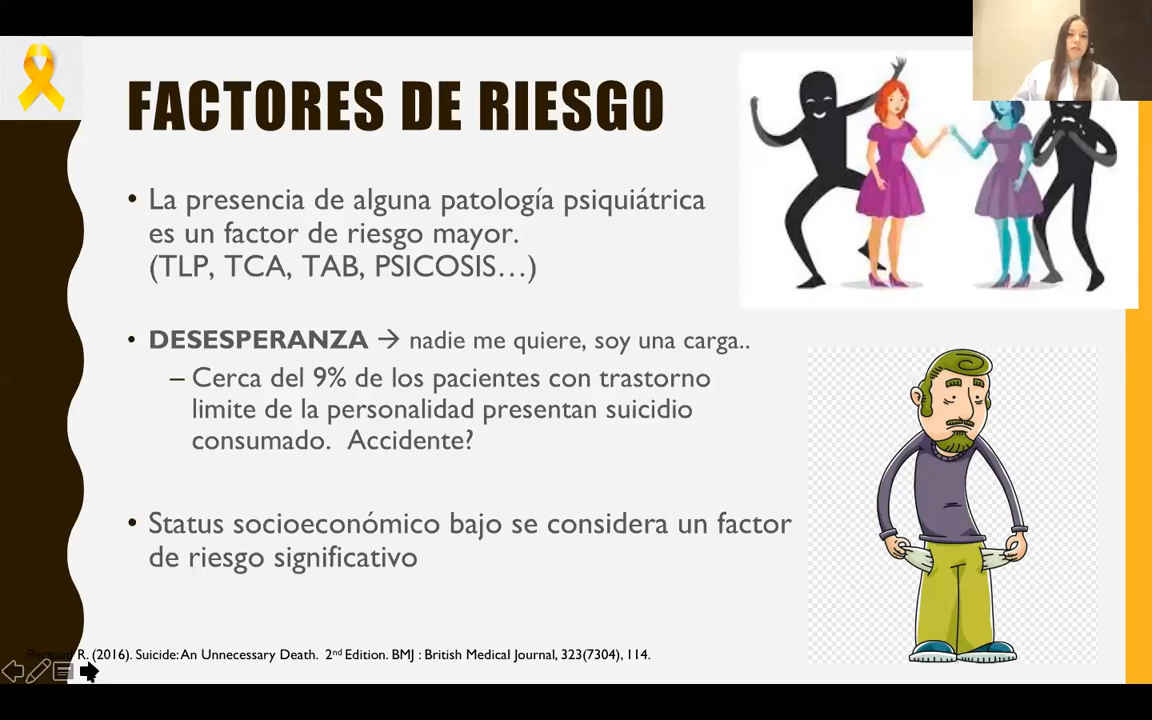 FACTORES DE RIESGO
• La presencia de alguna patología psiquiátrica
es un factor de riesgo mayor.
(TLP, TCA, TAB, PSICOSIS…)
• DESESPERANZA → nadie me quiere, soy una carga..
– Cerca del 9% de los pacientes con trastorno
limite de la personalidad presentan suicidio
consumado. Accidente?
• Status socioeconómico bajo se considera un factor
de riesgo significativo
R. (2016). Suicide: An Unnecessary Death. 2nd Edition. BMJ : British Medical Journal, 323(7304), 114.